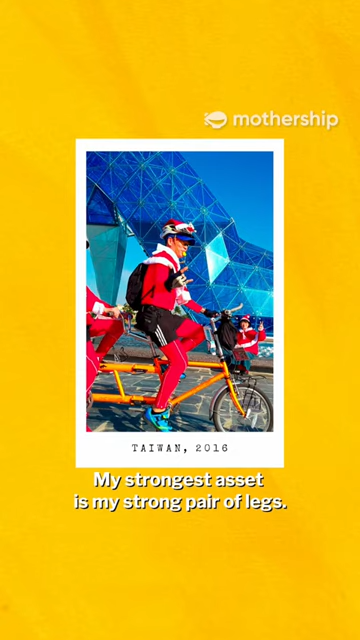 mothership
TAIWAN, 2016
My strongest asset
is my strong pair of legs.